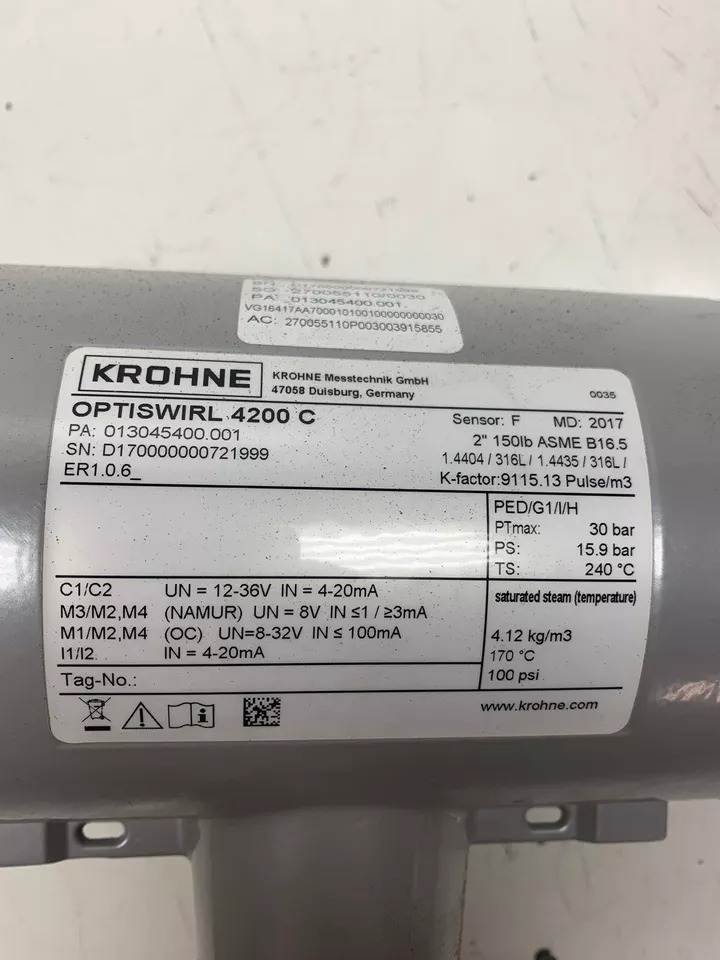 SG: 270055110/0030
PA: 013045400.001
VG16417AA70001010010000000030
AC: 270055110P003003915855
KROHNE
KROHNE Messtechnik GmbH
47058 Duisburg, Germany
0035
OPTISWIRL 4200 C
PA: 013045400.001
SN: D170000000721999
ER1.0.6_
Sensor: F MD: 2017
2" 150lb ASME B16.5
1.4404 / 316L / 1.4435 / 316L /
K-factor:9115.13 Pulse/m3
PED/G1/I/H
PTmax: 30 bar
PS: 15.9 bar
TS: 240 °C
C1/C2 UN = 12-36V IN = 4-20mA
M3/M2,M4 (NAMUR) UN = 8V IN ≤1 / ≥3mA
M1/M2,M4 (OC) UN=8-32V IN ≤ 100mA
I1/I2 IN = 4-20mA
saturated steam (temperature)
4.12 kg/m3
170 °C
100 psi
Tag-No.:
www.krohne.com